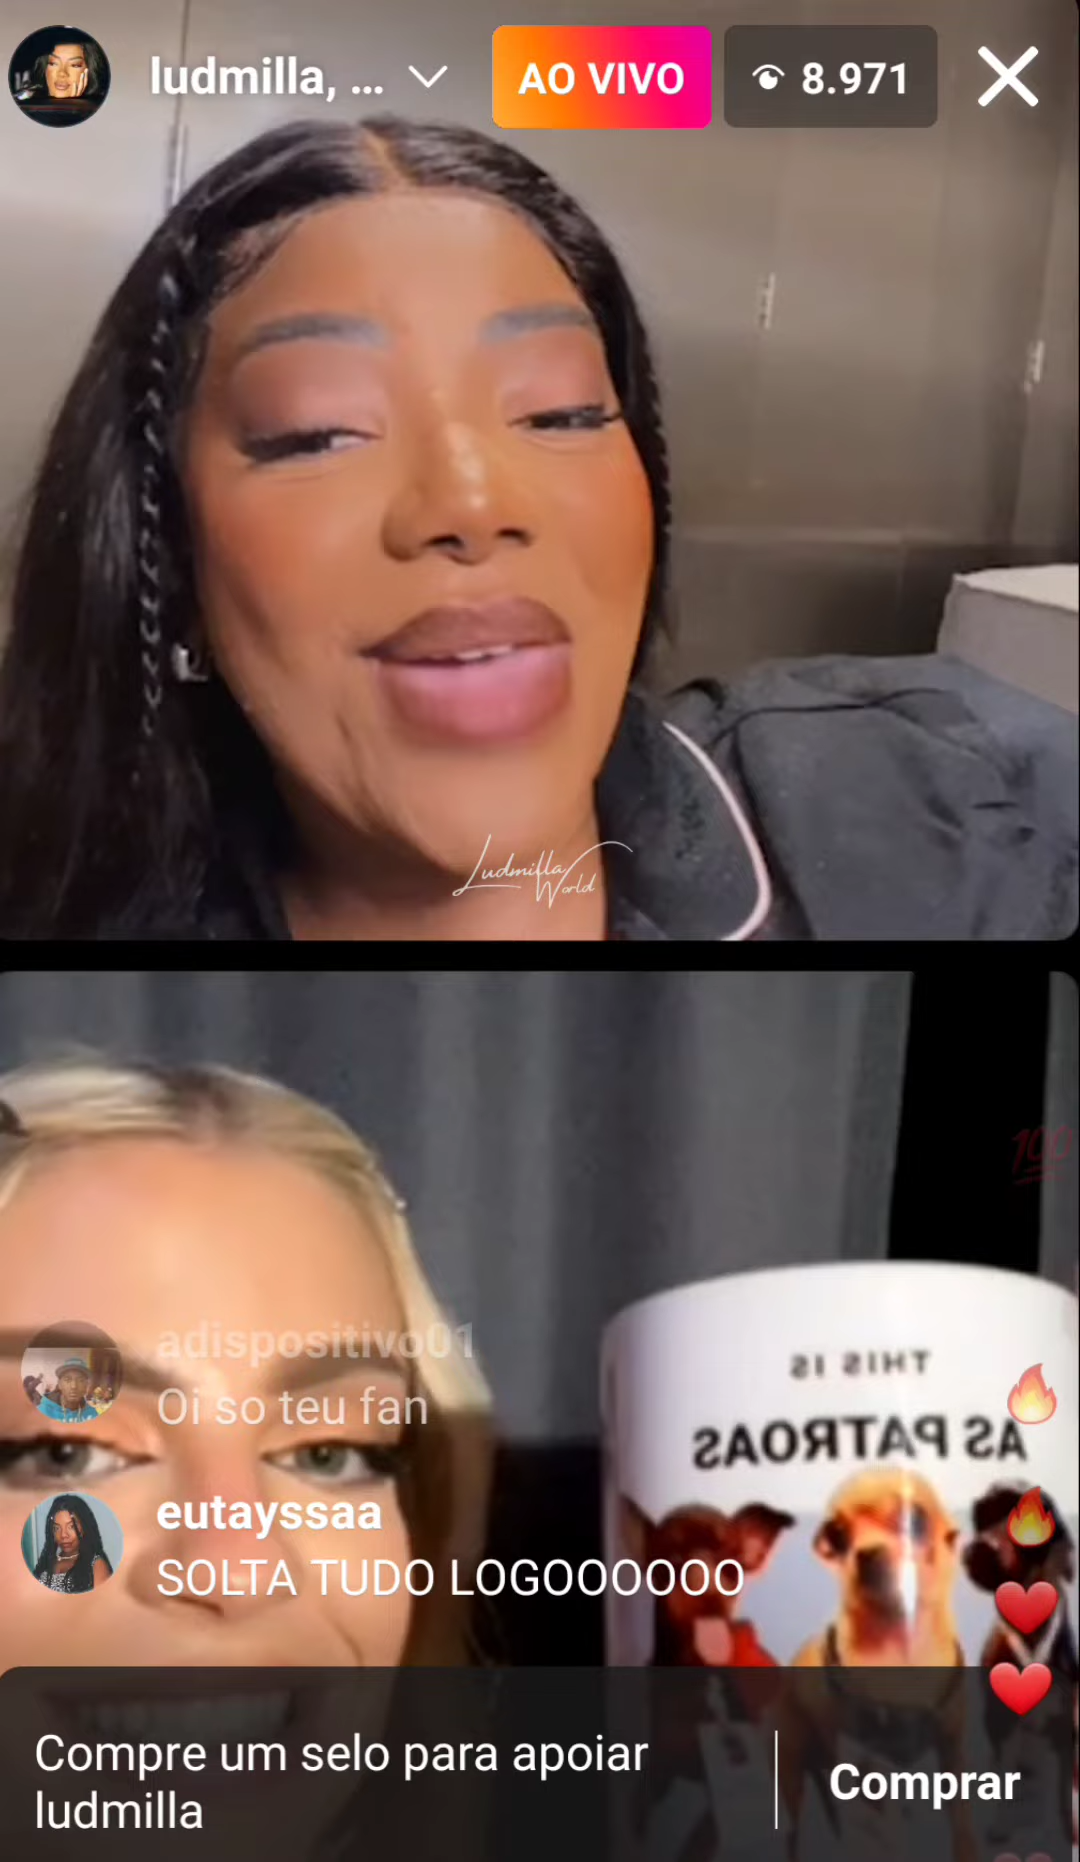 ludmilla, ...
AO VIVO
8.971
Ludmilla
World
💯
THIS IS
AS PATROAS
adispositivo01
Oi so teu fan
eutayssaa
SOLTA TUDO LOGOOOOOO
Compre um selo para apoiar
ludmilla
Comprar